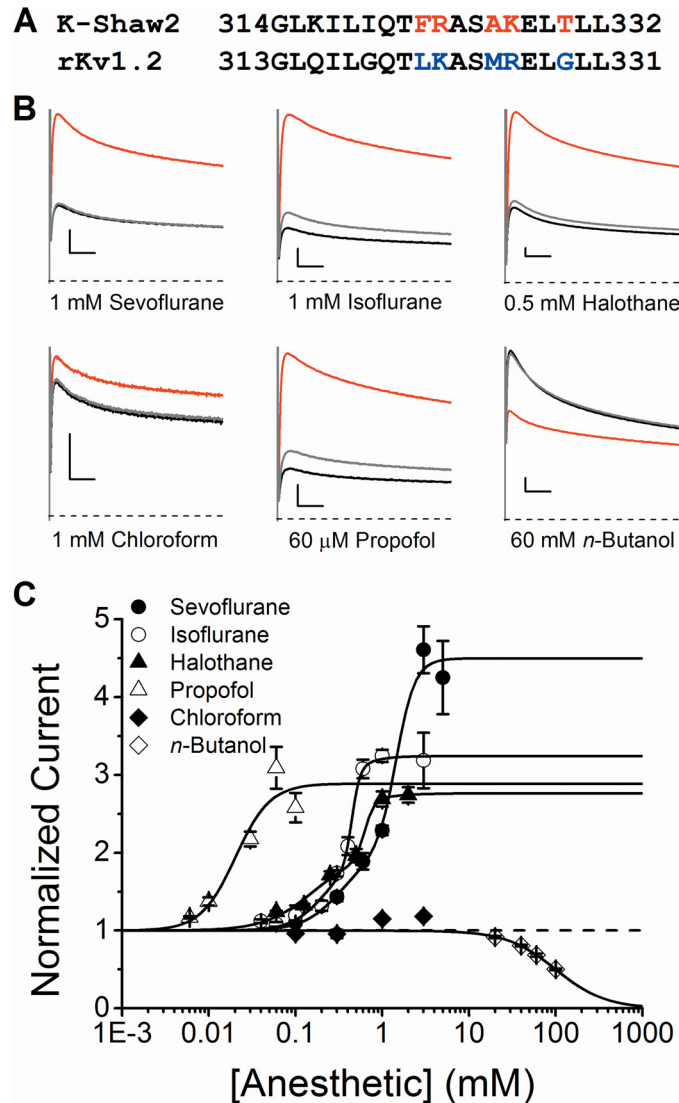 A K-Shaw2 314GLKILIQTFRASAKELTLL332
rKv1.2 313GLQILGQTLKASMRELGLL331
B
1 mM Sevoflurane 1 mM Isoflurane 0.5 mM Halothane
1 mM Chloroform 60 μM Propofol 60 mM n-Butanol
C
Sevoflurane
Isoflurane
Halothane
Propofol
Chloroform
n-Butanol
5
4
3
2
1
0
Normalized Current
1E-3 0.01 0.1 1 10 100 1000
[Anesthetic] (mM)